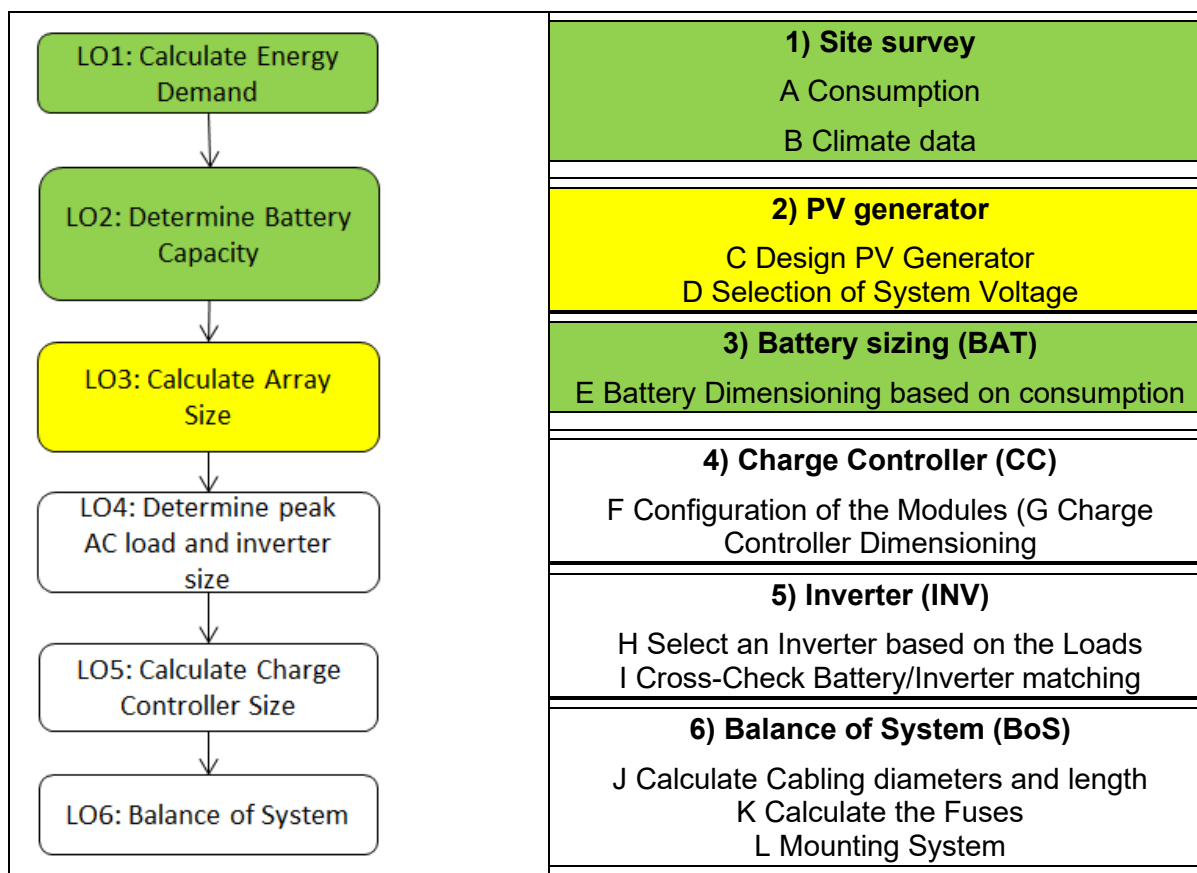 LO1: Calculate Energy
Demand
LO2: Determine Battery
Capacity
LO3: Calculate Array
Size
LO4: Determine peak
AC load and inverter
size
LO5: Calculate Charge
Controller Size
LO6: Balance of System
1) Site survey
A Consumption
B Climate data
2) PV generator
C Design PV Generator
D Selection of System Voltage
3) Battery sizing (BAT)
E Battery Dimensioning based on consumption
4) Charge Controller (CC)
F Configuration of the Modules (G Charge
Controller Dimensioning
5) Inverter (INV)
H Select an Inverter based on the Loads
I Cross-Check Battery/Inverter matching
6) Balance of System (BoS)
J Calculate Cabling diameters and length
K Calculate the Fuses
L Mounting System